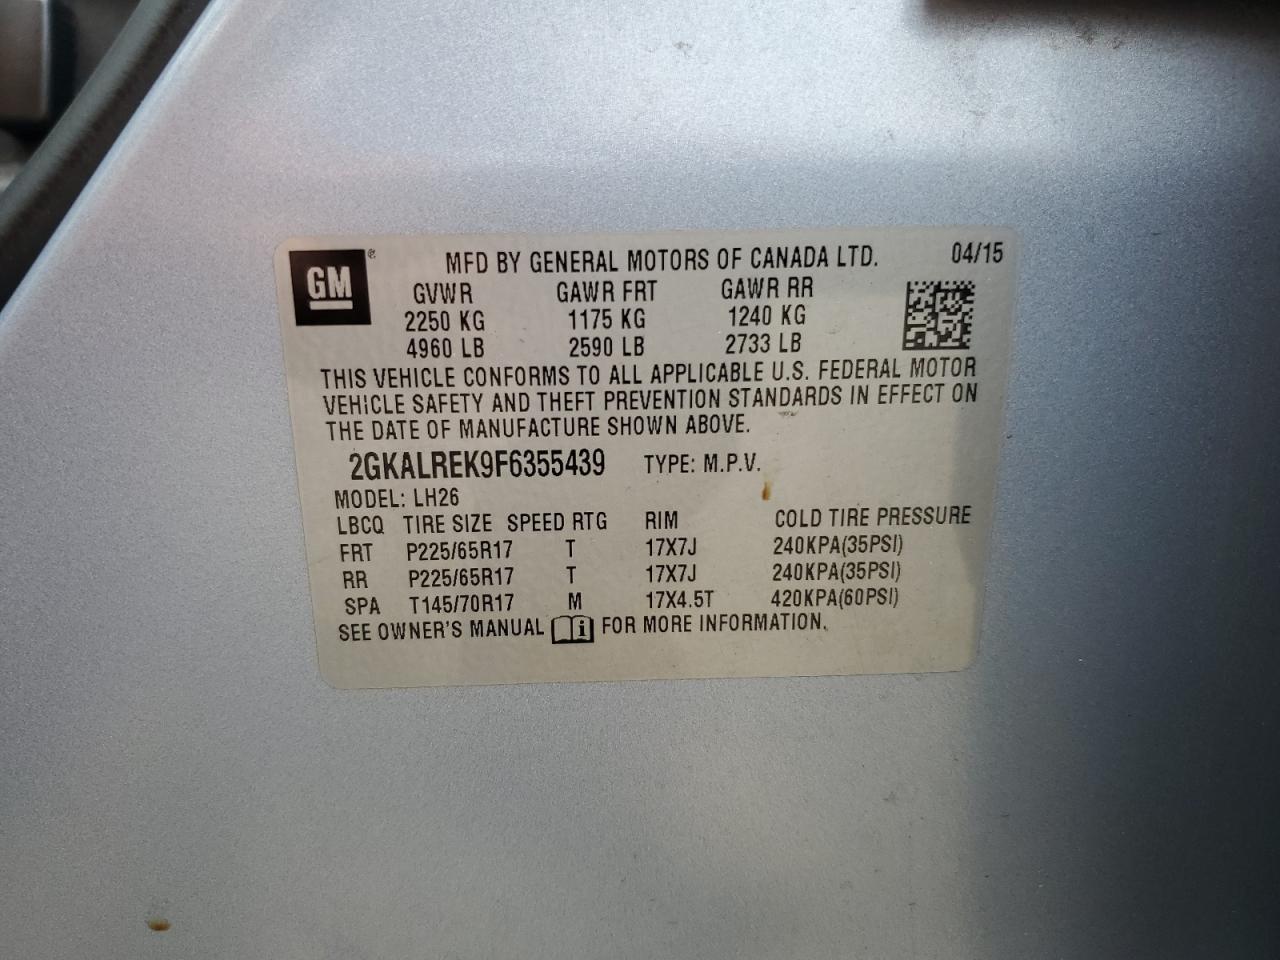 GM ® MFD BY GENERAL MOTORS OF CANADA LTD. 04/15
GVWR GAWR FRT GAWR RR
2250 KG 1175 KG 1240 KG
4960 LB 2590 LB 2733 LB
THIS VEHICLE CONFORMS TO ALL APPLICABLE U.S. FEDERAL MOTOR
VEHICLE SAFETY AND THEFT PREVENTION STANDARDS IN EFFECT ON
THE DATE OF MANUFACTURE SHOWN ABOVE.
2GKALREK9F6355439 TYPE: M.P.V.
MODEL: LH26
LBCQ TIRE SIZE SPEED RTG RIM COLD TIRE PRESSURE
FRT P225/65R17 T 17X7J 240KPA(35PSI)
RR P225/65R17 T 17X7J 240KPA(35PSI)
SPA T145/70R17 M 17X4.5T 420KPA(60PSI)
SEE OWNER'S MANUAL i FOR MORE INFORMATION.